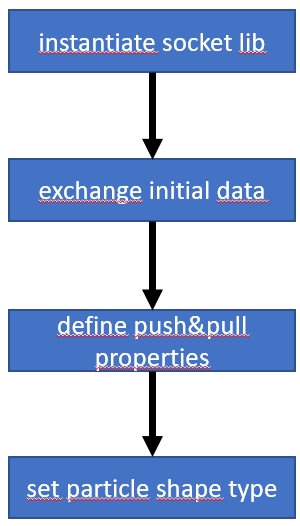 instantiate socket lib
exchange initial data
define push&pull
properties
set particle shape type